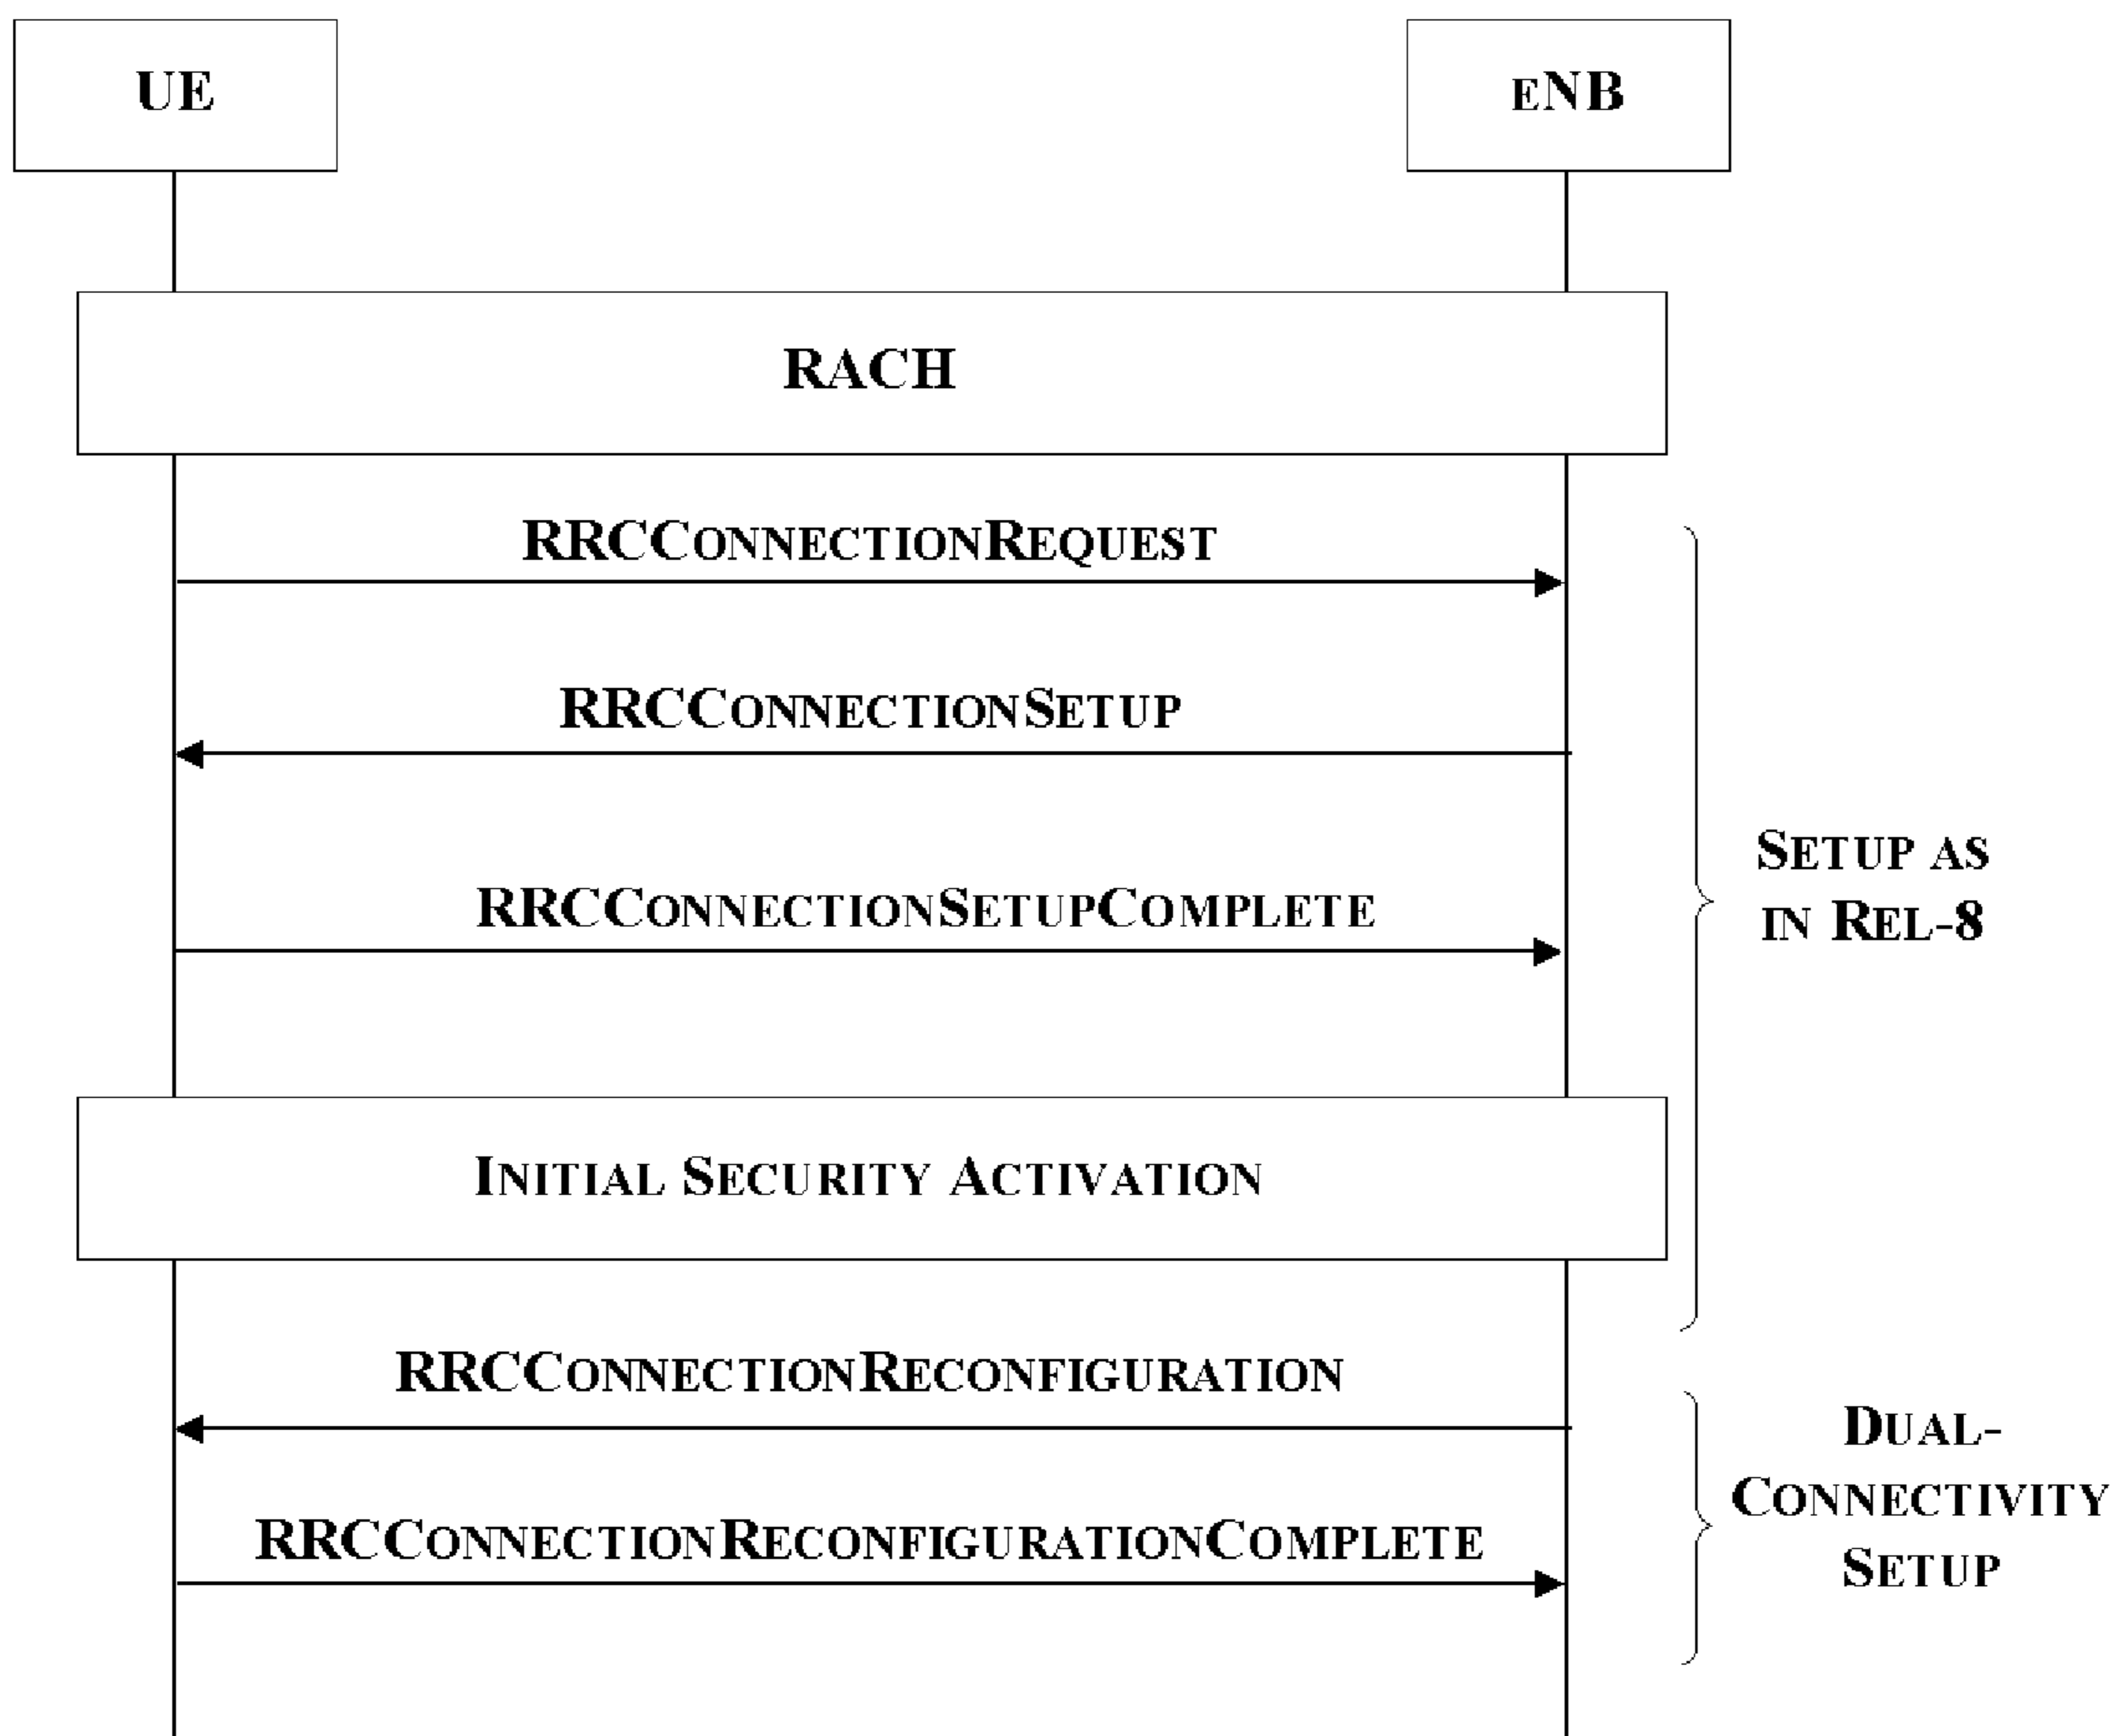 UE
eNB
RACH
RRCConnectionRequest
RRCConnectionSetup
Setup as
in Rel-8
RRCConnectionSetupComplete
Initial Security Activation
RRCConnectionReconfiguration
Dual-
Connectivity
Setup
RRCConnectionReconfigurationComplete